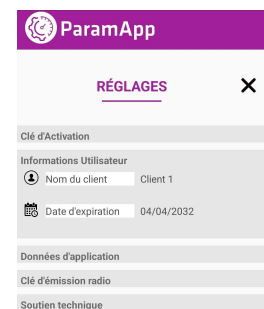 ParamApp
RÉGLAGES
Clé d'Activation
Informations Utilisateur
Nom du client Client 1
Date d'expiration 04/04/2032
Données d'application
Clé d'émission radio
Soutien technique